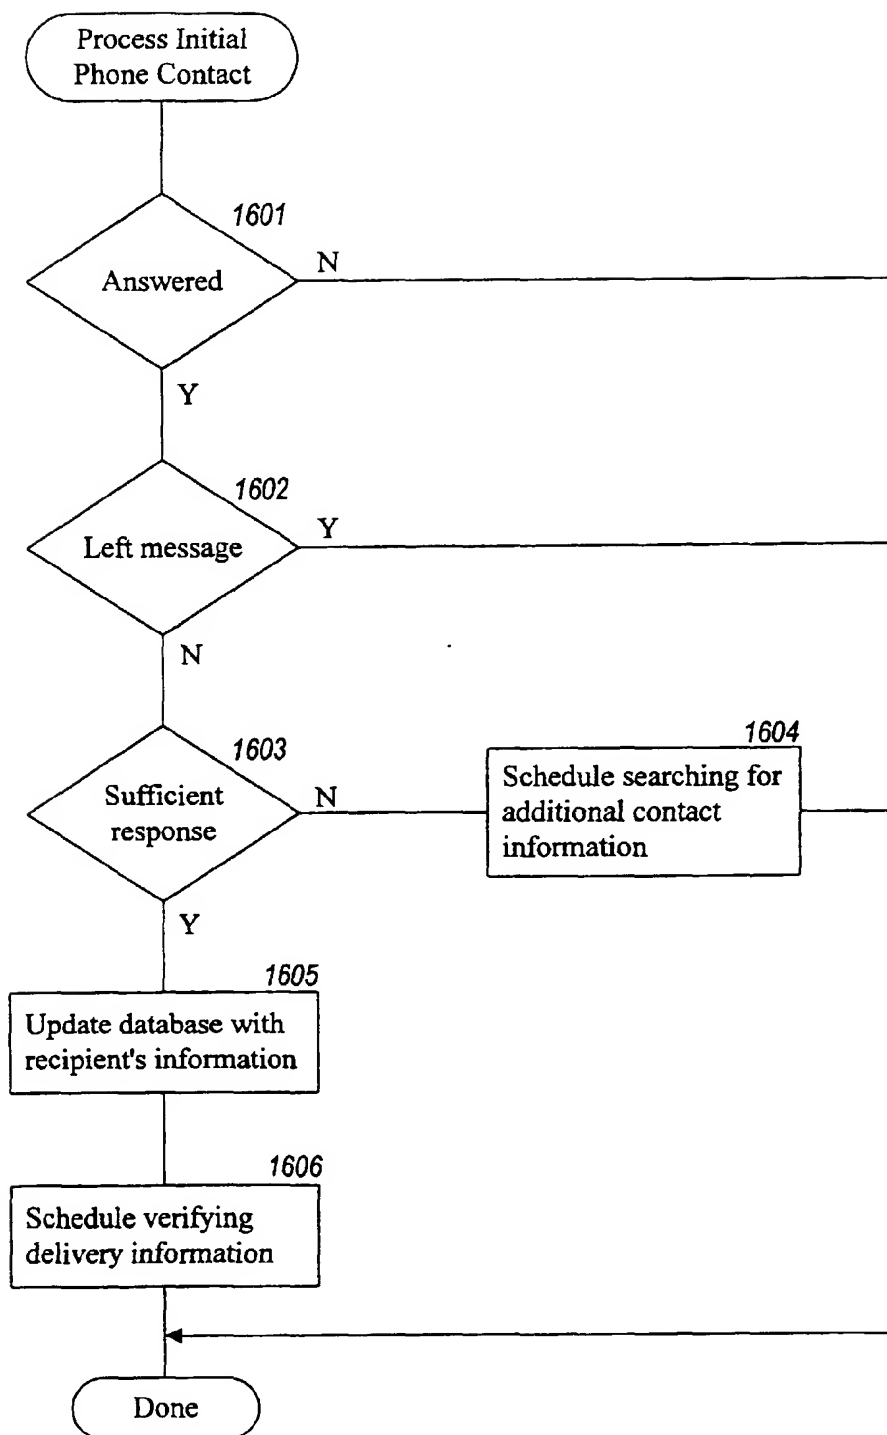 Process Initial
Phone Contact
1601
Answered
N
Y
1602
Left message
Y
N
1603
Sufficient
response
N
1604
Schedule searching for
additional contact
information
Y
1605
Update database with
recipient's information
1606
Schedule verifying
delivery information
Done